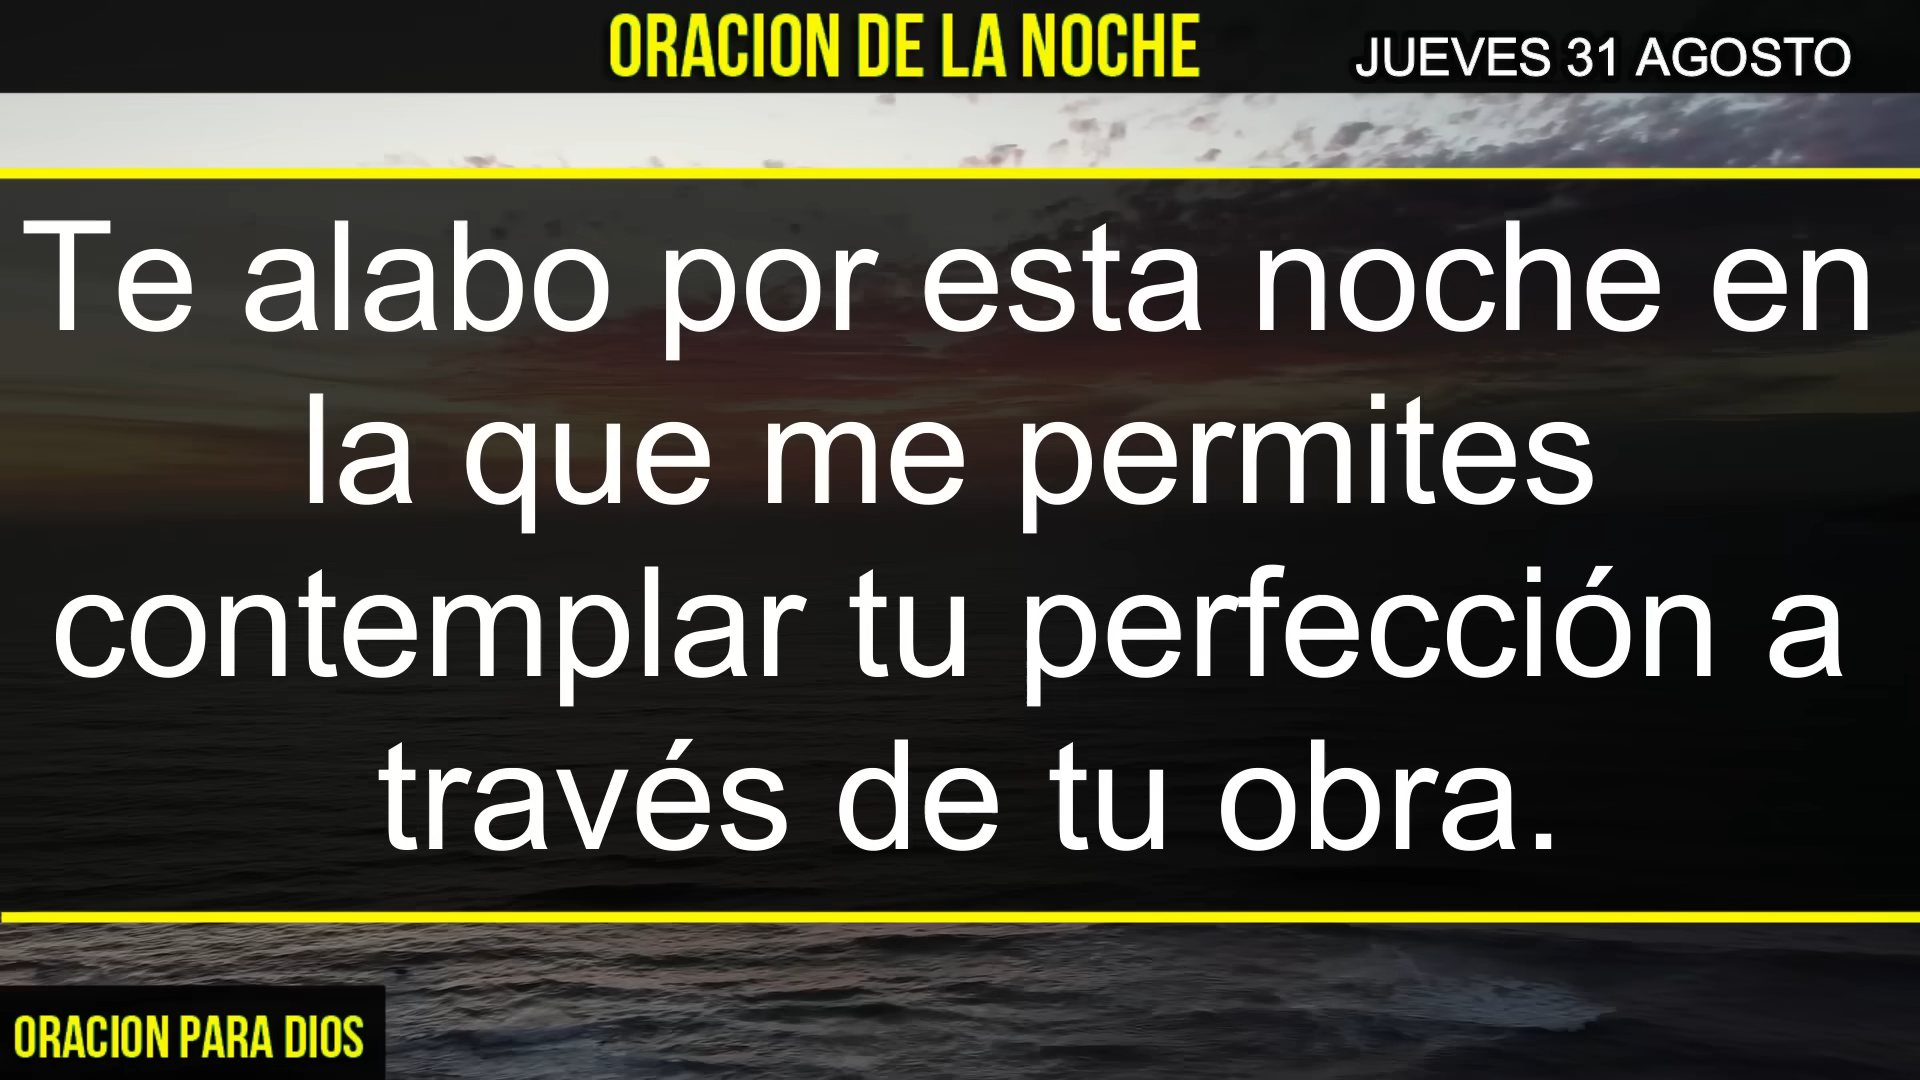 ORACION DE LA NOCHE
JUEVES 31 AGOSTO
Te alabo por esta noche en
la que me permites
contemplar tu perfección a
través de tu obra.
ORACION PARA DIOS